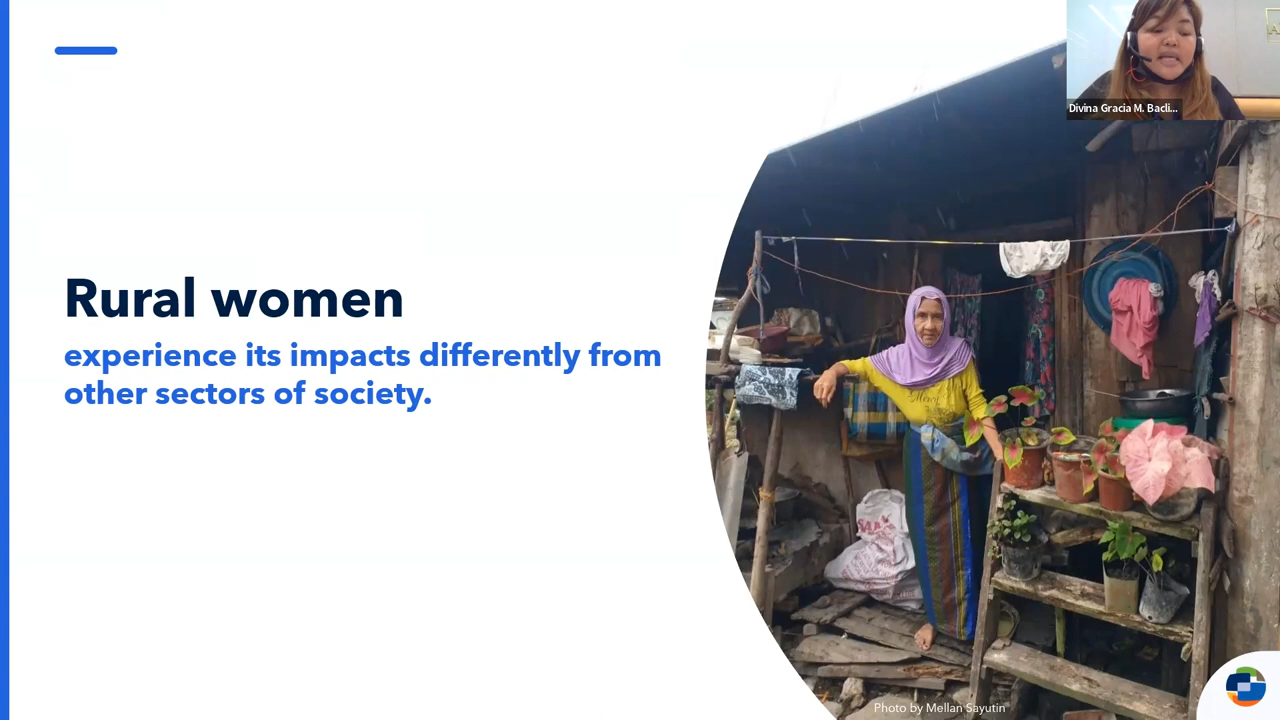 Divina Gracia M. Bacli...
Rural women
experience its impacts differently from
other sectors of society.
Photo by Mellan Sayutin